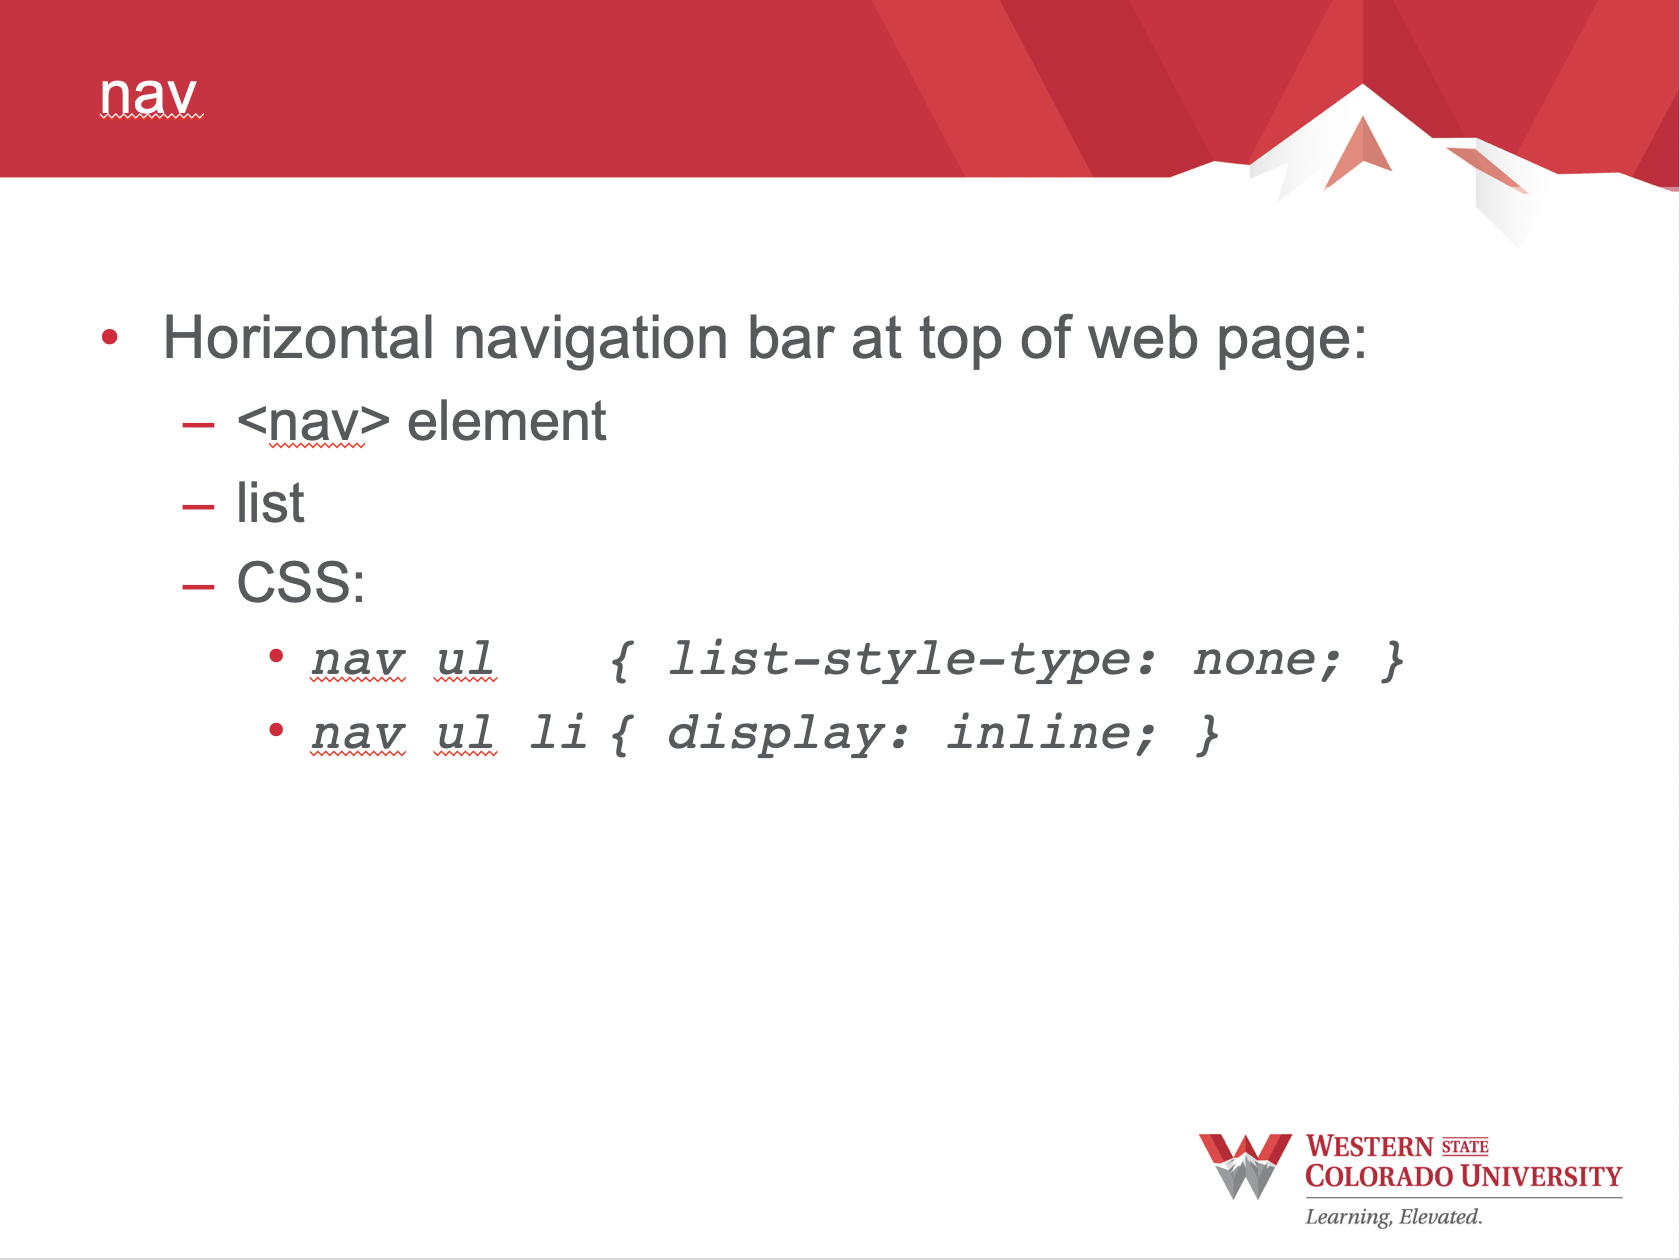 nav
• Horizontal navigation bar at top of web page:
– <nav> element
– list
– CSS:
• nav ul { list-style-type: none; }
• nav ul li { display: inline; }
WESTERN STATE
COLORADO UNIVERSITY
Learning, Elevated.